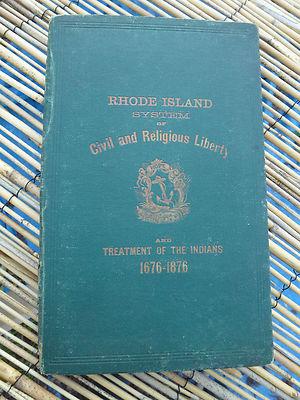 RHODE ISLAND
SYSTEM
OF
Civil and Religious Liberty
AND
TREATMENT OF THE INDIANS
1676-1876